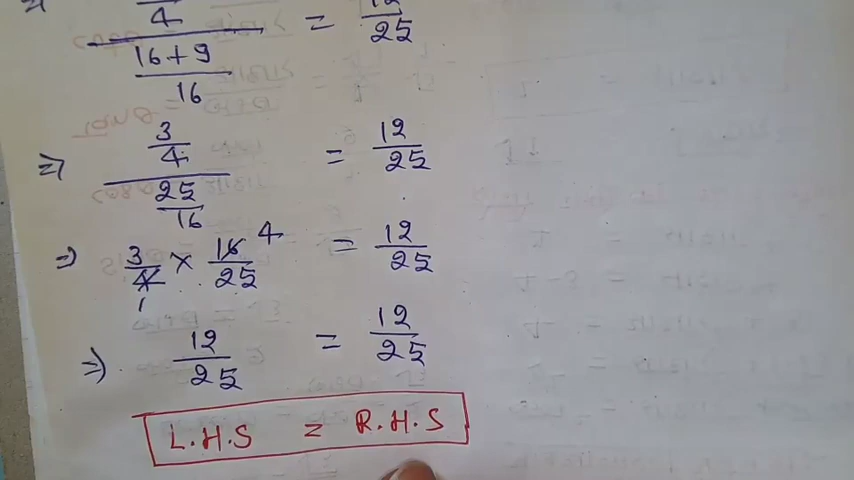 ⇒ 4 = 12/25
16+9
16
⇒ 3/4 = 12/25
25/16
⇒ 3/4 × 16/25 4 = 12/25
1
⇒ 12/25 = 12/25
L.H.S = R.H.S